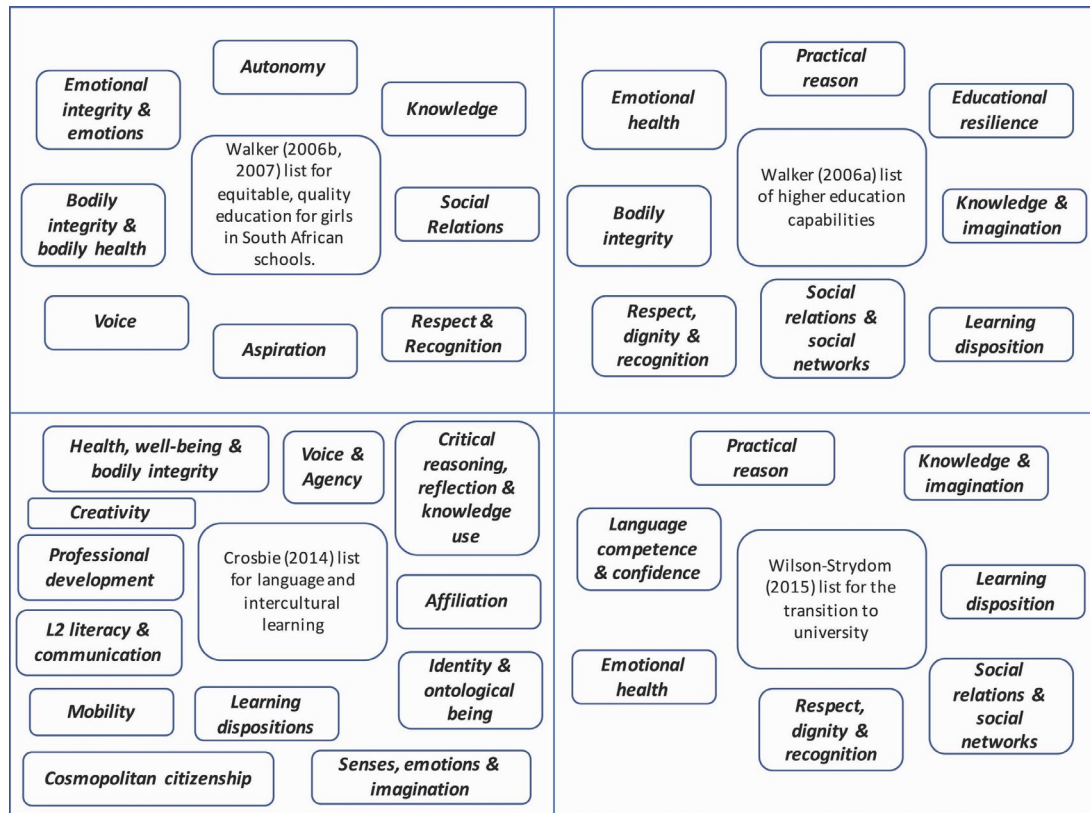 Autonomy
Emotional
integrity &
emotions
Knowledge
Walker (2006b,
2007) list for
equitable, quality
education for girls
in South African
schools.
Bodily
integrity &
bodily health
Social
Relations
Voice
Aspiration
Respect &
Recognition
Practical
reason
Emotional
health
Educational
resilience
Walker (2006a) list
of higher education
capabilities
Bodily
integrity
Knowledge &
imagination
Respect,
dignity &
recognition
Social
relations &
social
networks
Learning
disposition
Health, well-being &
bodily integrity
Voice &
Agency
Critical
reasoning,
reflection &
knowledge
use
Creativity
Professional
development
Crosbie (2014) list
for language and
intercultural
learning
Affiliation
L2 literacy &
communication
Identity &
ontological
being
Mobility
Learning
dispositions
Cosmopolitan citizenship
Senses, emotions &
imagination
Practical
reason
Knowledge &
imagination
Language
competence
& confidence
Wilson-Strydom
(2015) list for the
transition to
university
Learning
disposition
Emotional
health
Respect,
dignity &
recognition
Social
relations &
social
networks